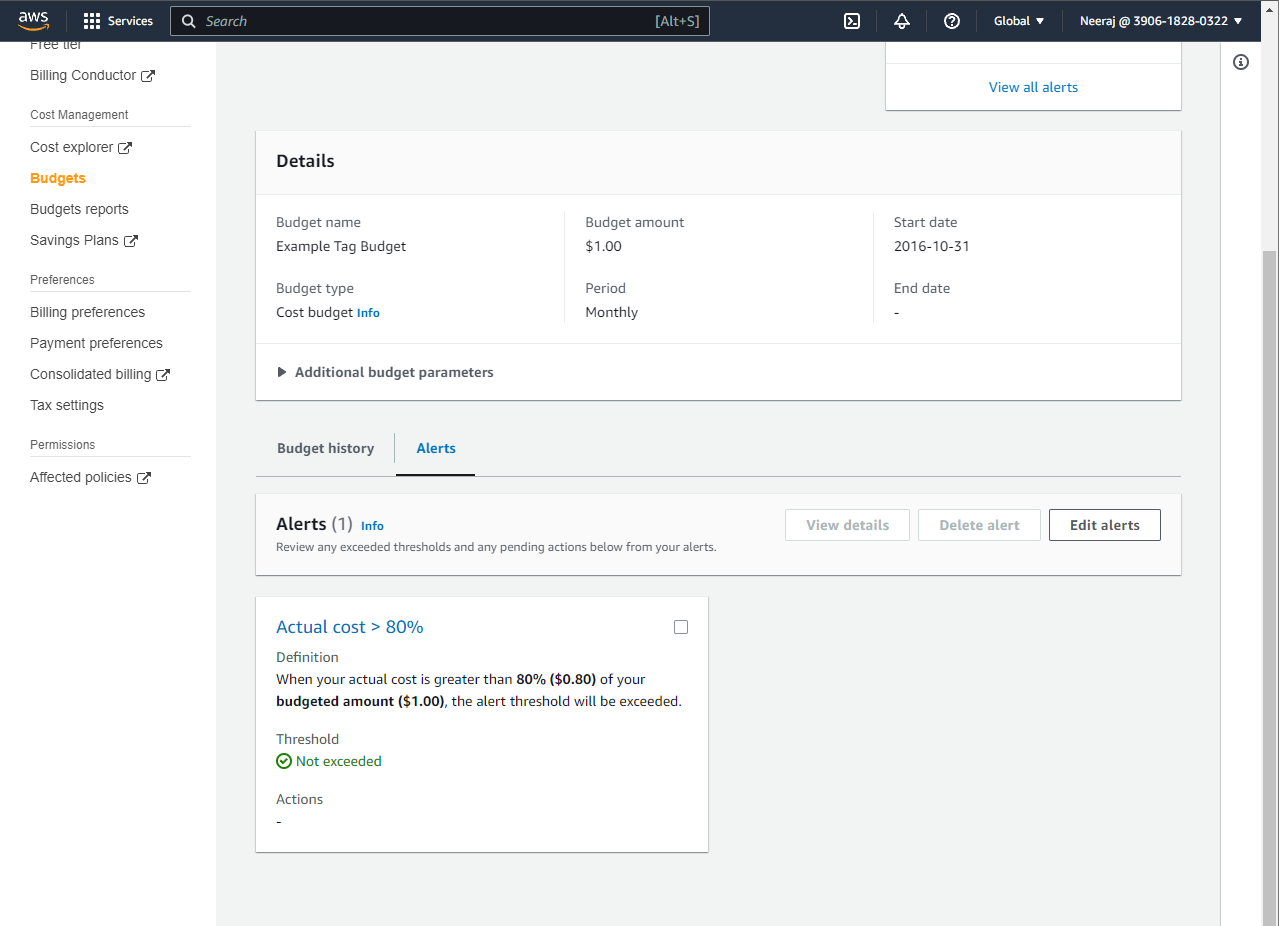 aws
Services
Search
[Alt+S]
Global
Neeraj @ 3906-1828-0322
Free tier
Billing Conductor
Cost Management
Cost explorer
Budgets
Budgets reports
Savings Plans
Preferences
Billing preferences
Payment preferences
Consolidated billing
Tax settings
Permissions
Affected policies
View all alerts
Details
Budget name
Example Tag Budget
Budget type
Cost budget Info
Budget amount
$1.00
Period
Monthly
Start date
2016-10-31
End date
-
Additional budget parameters
Budget history
Alerts
Alerts (1) Info
Review any exceeded thresholds and any pending actions below from your alerts.
View details
Delete alert
Edit alerts
Actual cost > 80%
Definition
When your actual cost is greater than 80% ($0.80) of your
budgeted amount ($1.00), the alert threshold will be exceeded.
Threshold
Not exceeded
Actions
-